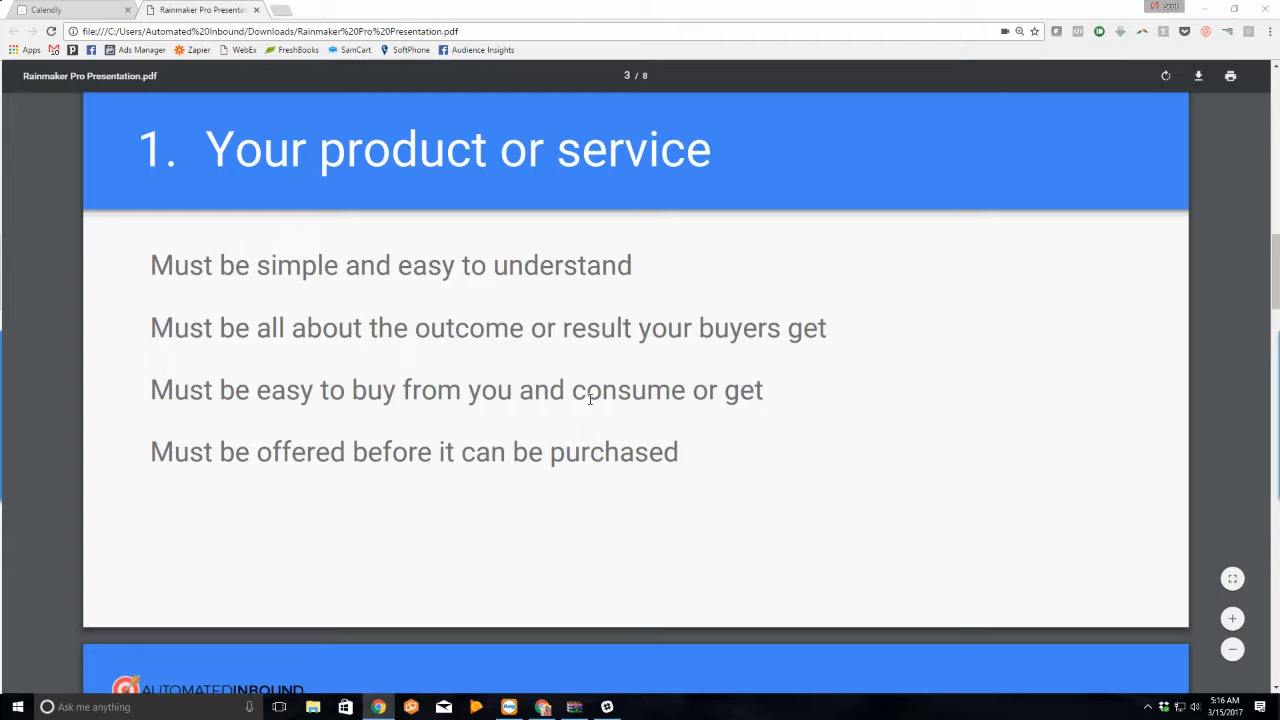 Calendly
Rainmaker Pro Presentat
file:///C:/Users/Automated%20Inbound/Downloads/Rainmaker%20Pro%20Presentation.pdf
Apps
Ads Manager
Zapier
WebEx
FreshBooks
SamCart
SoftPhone
Audience Insights
Rainmaker Pro Presentation.pdf
3 / 8
1. Your product or service
Must be simple and easy to understand
Must be all about the outcome or result your buyers get
Must be easy to buy from you and consume or get
Must be offered before it can be purchased
AUTOMATEDINBOUND
Ask me anything
5:16 AM
3/15/2017